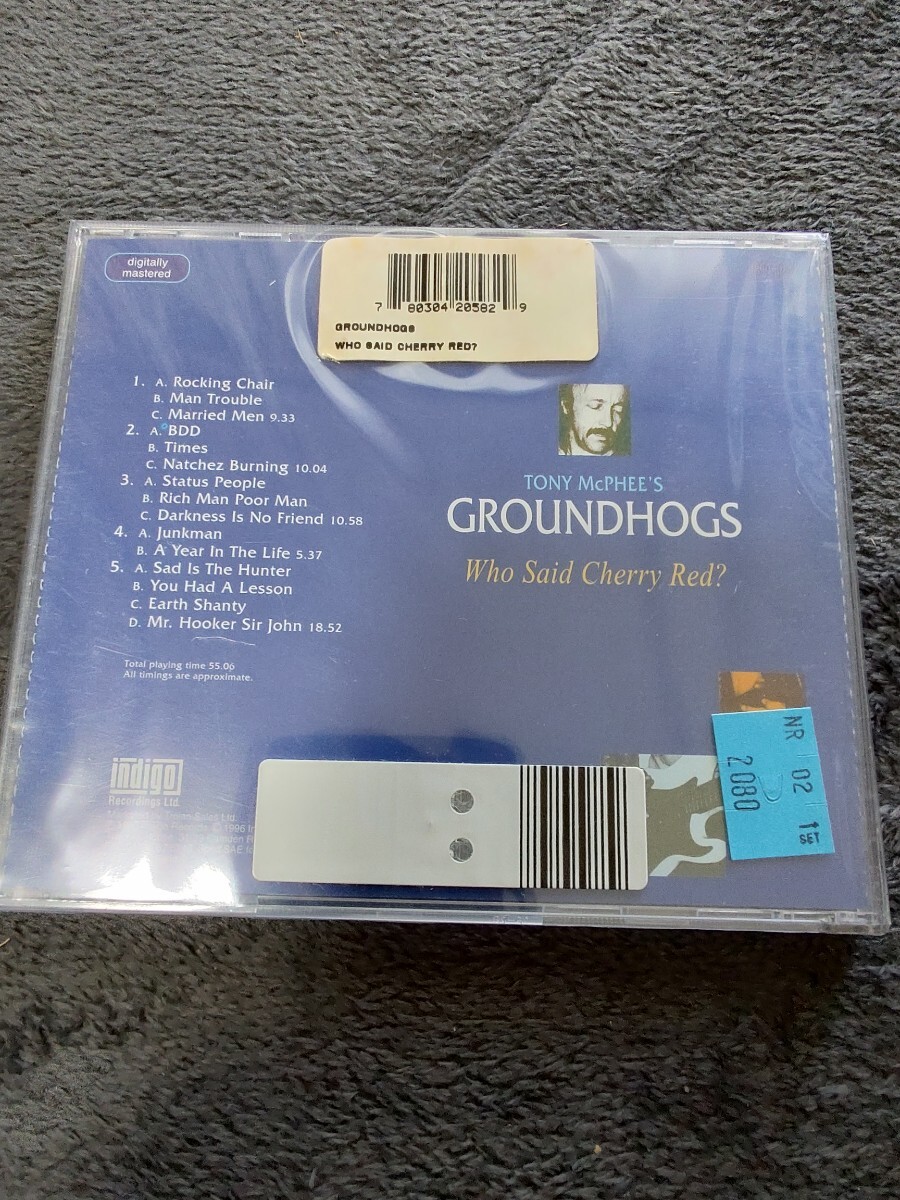 digitally
mastered
7 80304 20582 9
GROUNDHOGS
WHO SAID CHERRY RED?
1. A. Rocking Chair
B. Man Trouble
C. Married Men 9.33
2. A. BDD
B. Times
C. Natchez Burning 10.04
3. A. Status People
B. Rich Man Poor Man
C. Darkness Is No Friend 10.58
4. A. Junkman
B. A Year In The Life 5.37
5. A. Sad Is The Hunter
B. You Had A Lesson
C. Earth Shanty
D. Mr. Hooker Sir John 18.52
Total playing time 55.06
All timings are approximate.
TONY McPHEE'S
GROUNDHOGS
Who Said Cherry Red?
indigo
Recordings Ltd.
Sales Ltd.
© 1996
NR 02 1
SET
2080